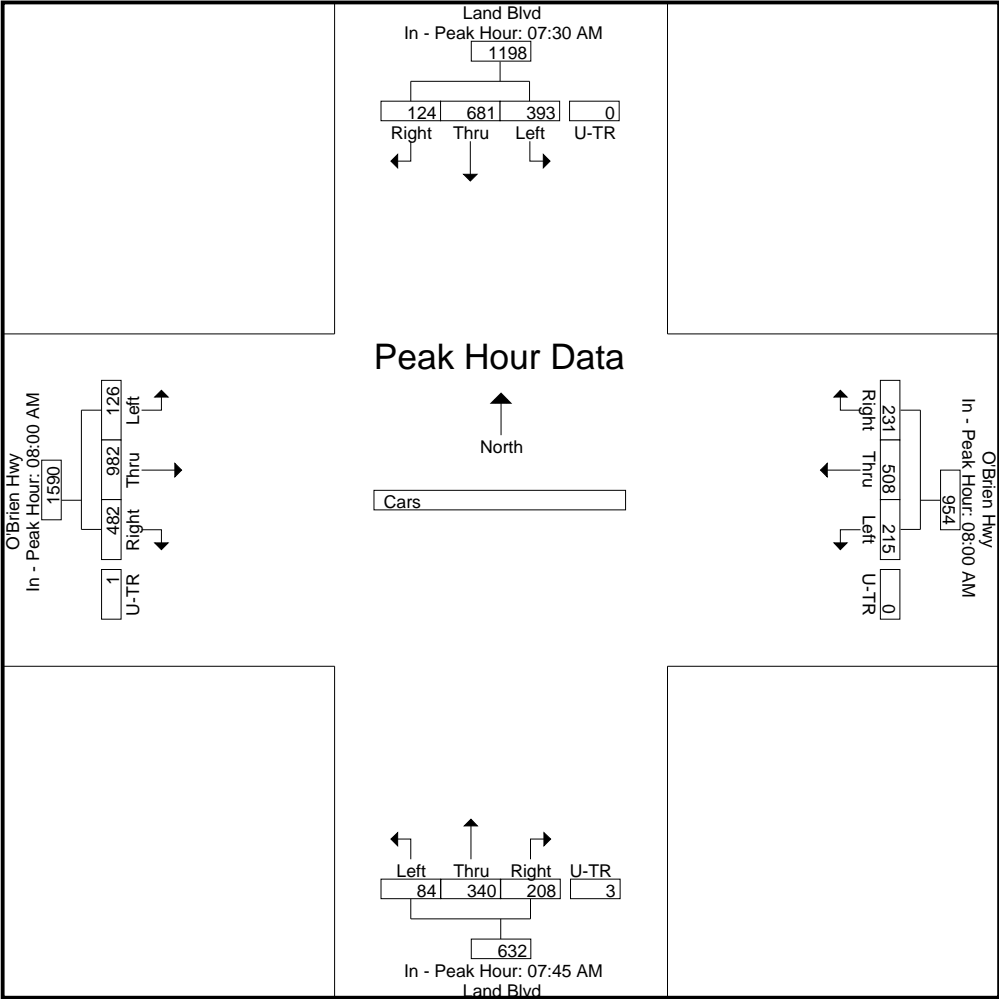 Land Blvd
In - Peak Hour: 07:30 AM
1198
124 681 393 0
Right Thru Left U-TR
Peak Hour Data
North
Cars
O'Brien Hwy
In - Peak Hour: 08:00 AM
1590
126 982 482 1
Left Thru Right U-TR
O'Brien Hwy
In - Peak Hour: 08:00 AM
954
231 508 215 0
Right Thru Left U-TR
Left Thru Right U-TR
84 340 208 3
632
In - Peak Hour: 07:45 AM
Land Blvd